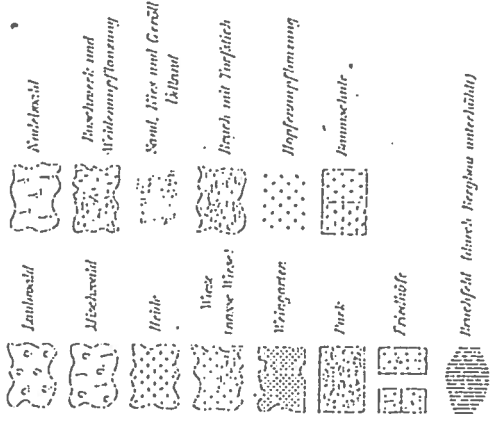 Laubwald
Mischwald
Heide
Wiese
(nasse Wiese)
Weingarten
Park
Friedhöfe
Bruchfeld (durch Bergbau unterhöhlt)
Nadelwald
Buschwerk und
Weidenanpflanzung
Sand, Kies und Geröll
Ödland
Bruch mit Torfstich
Hopfenanpflanzung
Baumschule